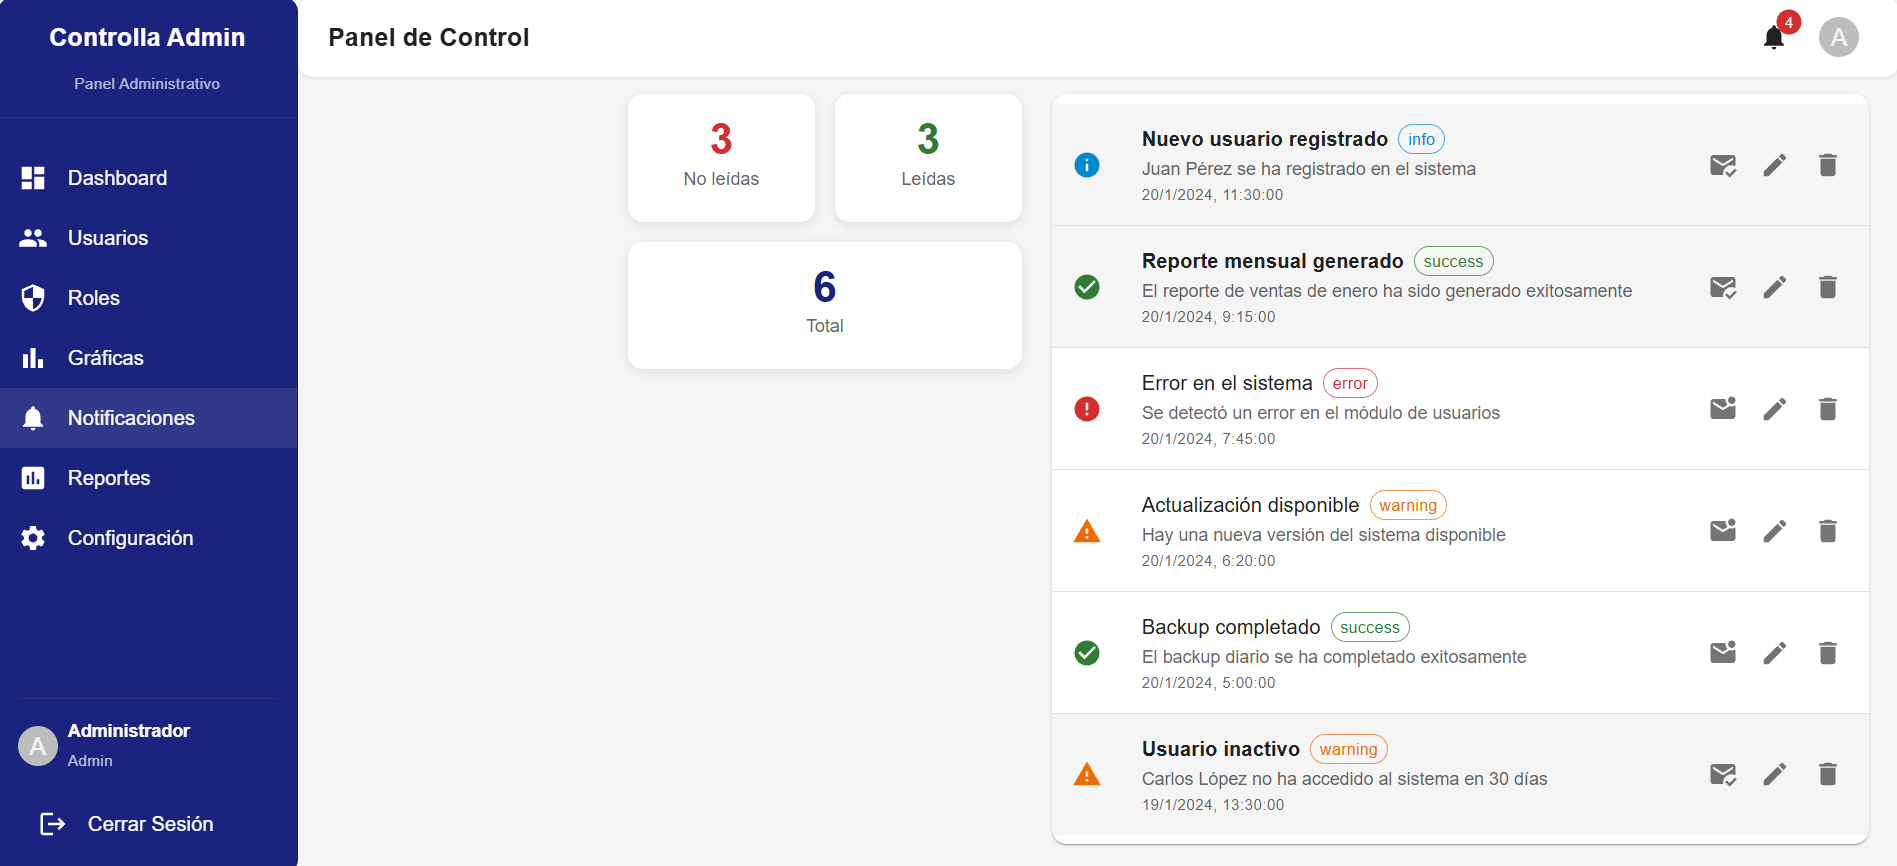 Controlla Admin
Panel Administrativo
Dashboard
Usuarios
Roles
Gráficas
Notificaciones
Reportes
Configuración
A
Administrador
Admin
Cerrar Sesión
Panel de Control
4
A
3
No leídas
3
Leídas
6
Total
Nuevo usuario registrado info
Juan Pérez se ha registrado en el sistema
20/1/2024, 11:30:00
Reporte mensual generado success
El reporte de ventas de enero ha sido generado exitosamente
20/1/2024, 9:15:00
Error en el sistema error
Se detectó un error en el módulo de usuarios
20/1/2024, 7:45:00
Actualización disponible warning
Hay una nueva versión del sistema disponible
20/1/2024, 6:20:00
Backup completado success
El backup diario se ha completado exitosamente
20/1/2024, 5:00:00
Usuario inactivo warning
Carlos López no ha accedido al sistema en 30 días
19/1/2024, 13:30:00